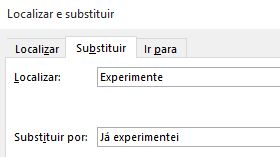 Localizar e substituir
Localizar Substituir Ir para
Localizar: Experimente
Substituir por: Já experimentei